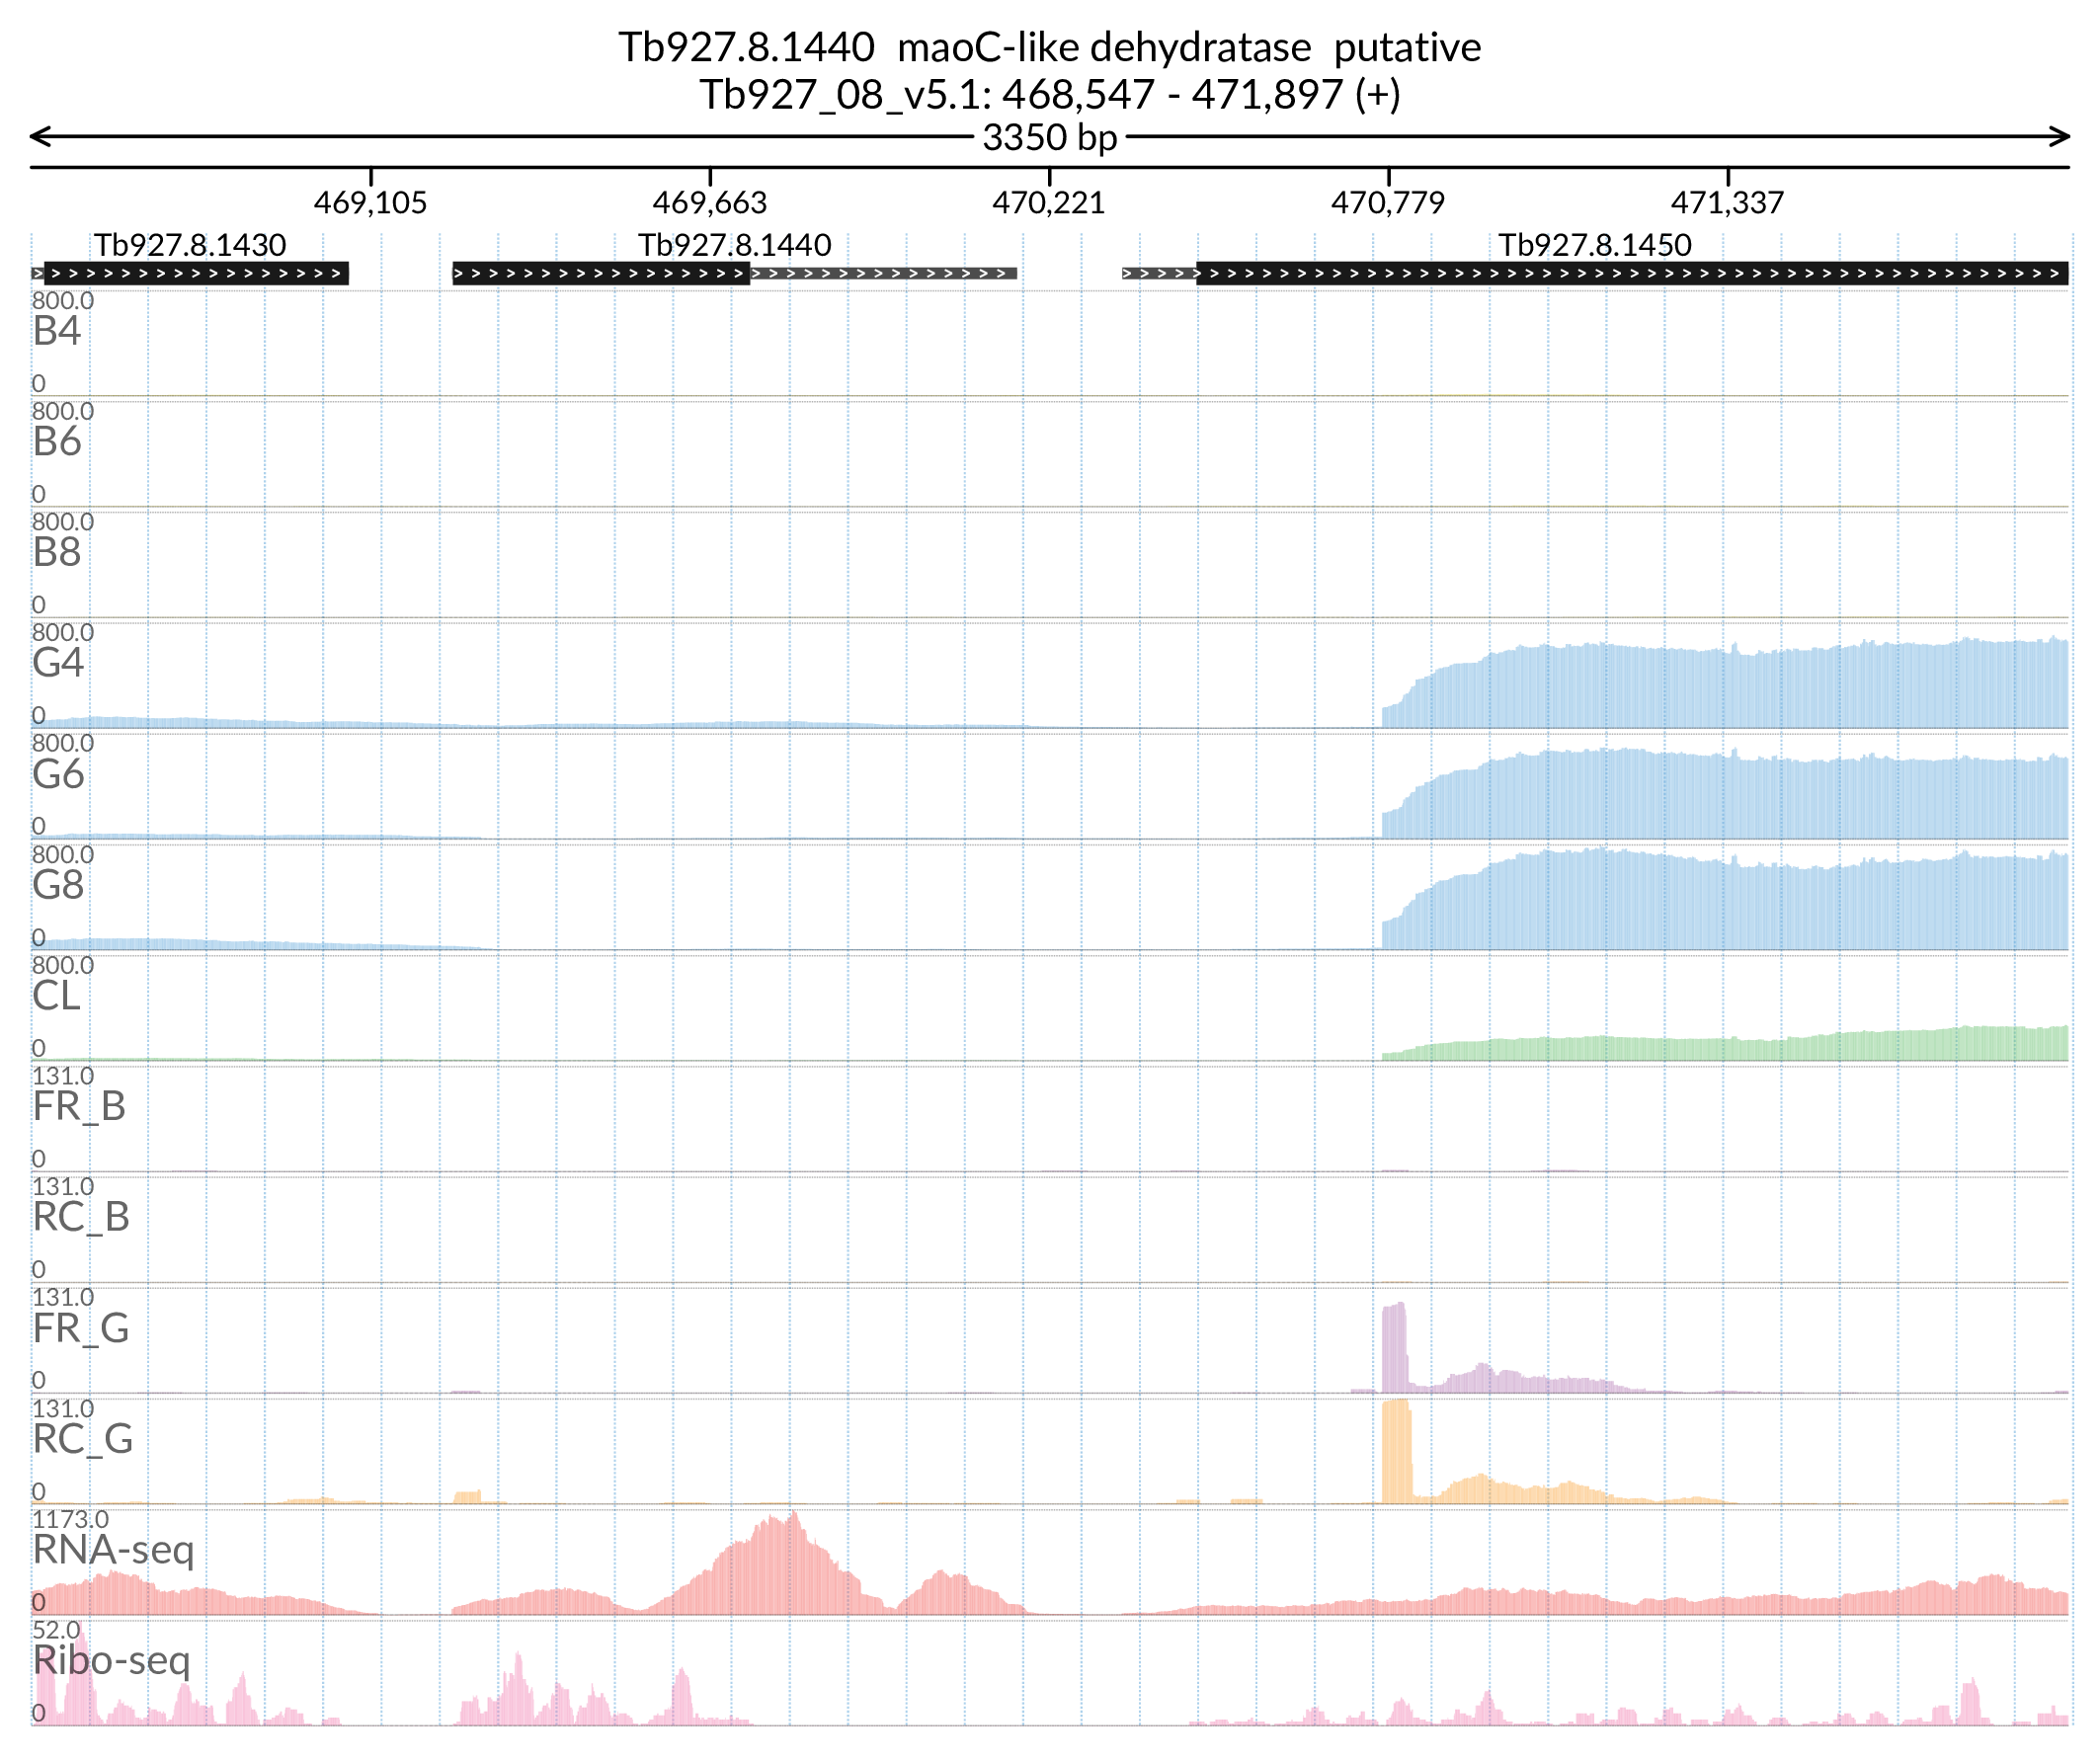 Tb927.8.1440  maoC-like dehydratase  putative
Tb927_08_v5.1: 468,547 - 471,897 (+)
3350 bp
469,105 469,663 470,221 470,779 471,337
Tb927.8.1430 Tb927.8.1440 Tb927.8.1450
800.0
B4
0
800.0
B6
0
800.0
B8
0
800.0
G4
0
800.0
G6
0
800.0
G8
0
800.0
CL
0
131.0
FR_B
0
131.0
RC_B
0
131.0
FR_G
0
131.0
RC_G
0
1173.0
RNA-seq
0
52.0
Ribo-seq
0